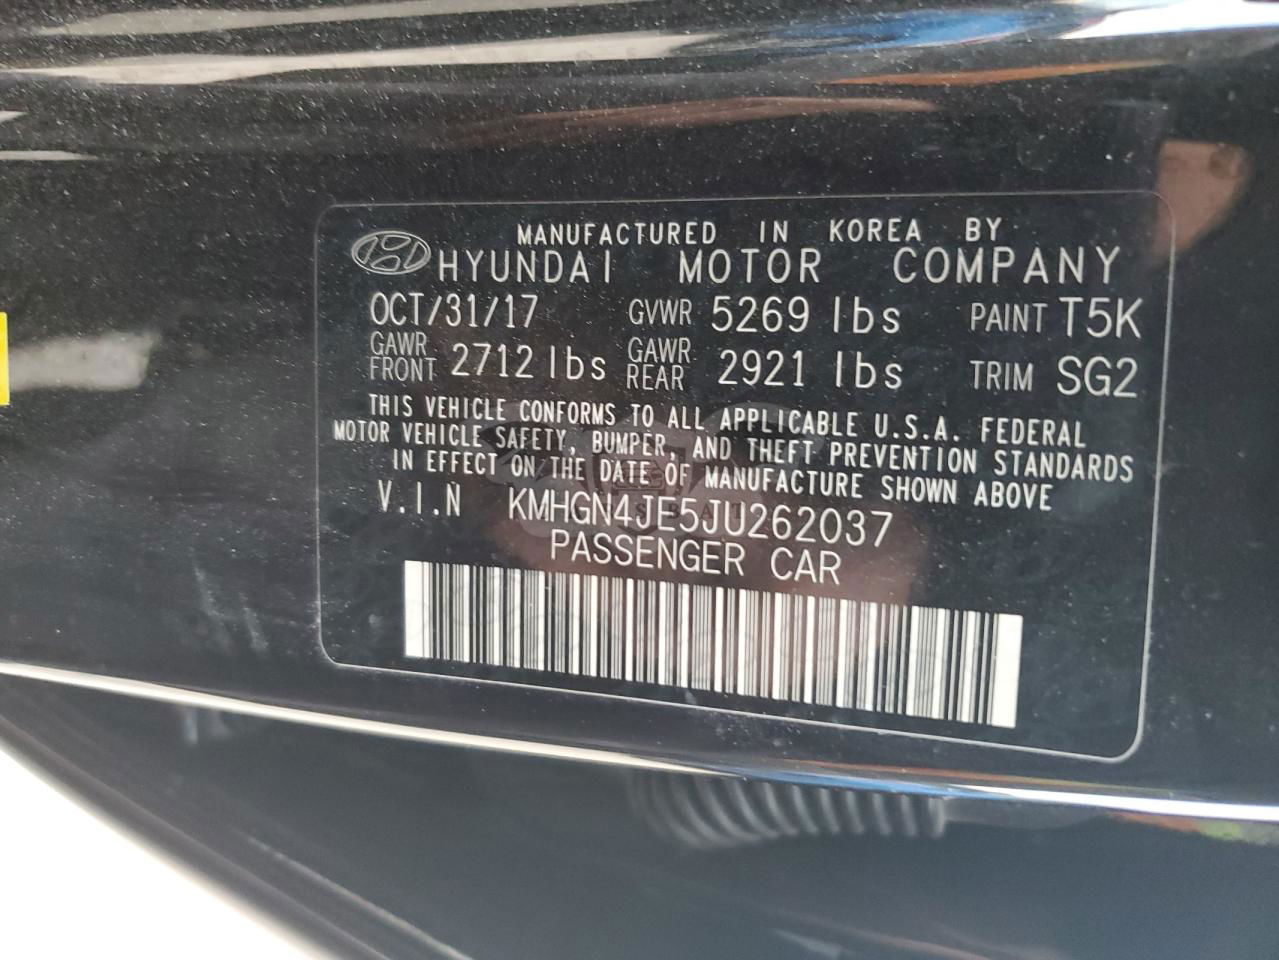 MANUFACTURED IN KOREA BY
HYUNDAI MOTOR COMPANY
OCT/31/17 GVWR 5269 lbs PAINT T5K
GAWR FRONT 2712 lbs GAWR REAR 2921 lbs TRIM SG2
THIS VEHICLE CONFORMS TO ALL APPLICABLE U.S.A. FEDERAL
MOTOR VEHICLE SAFETY, BUMPER, AND THEFT PREVENTION STANDARDS
IN EFFECT ON THE DATE OF MANUFACTURE SHOWN ABOVE
V.I.N KMHGN4JE5JU262037
PASSENGER CAR